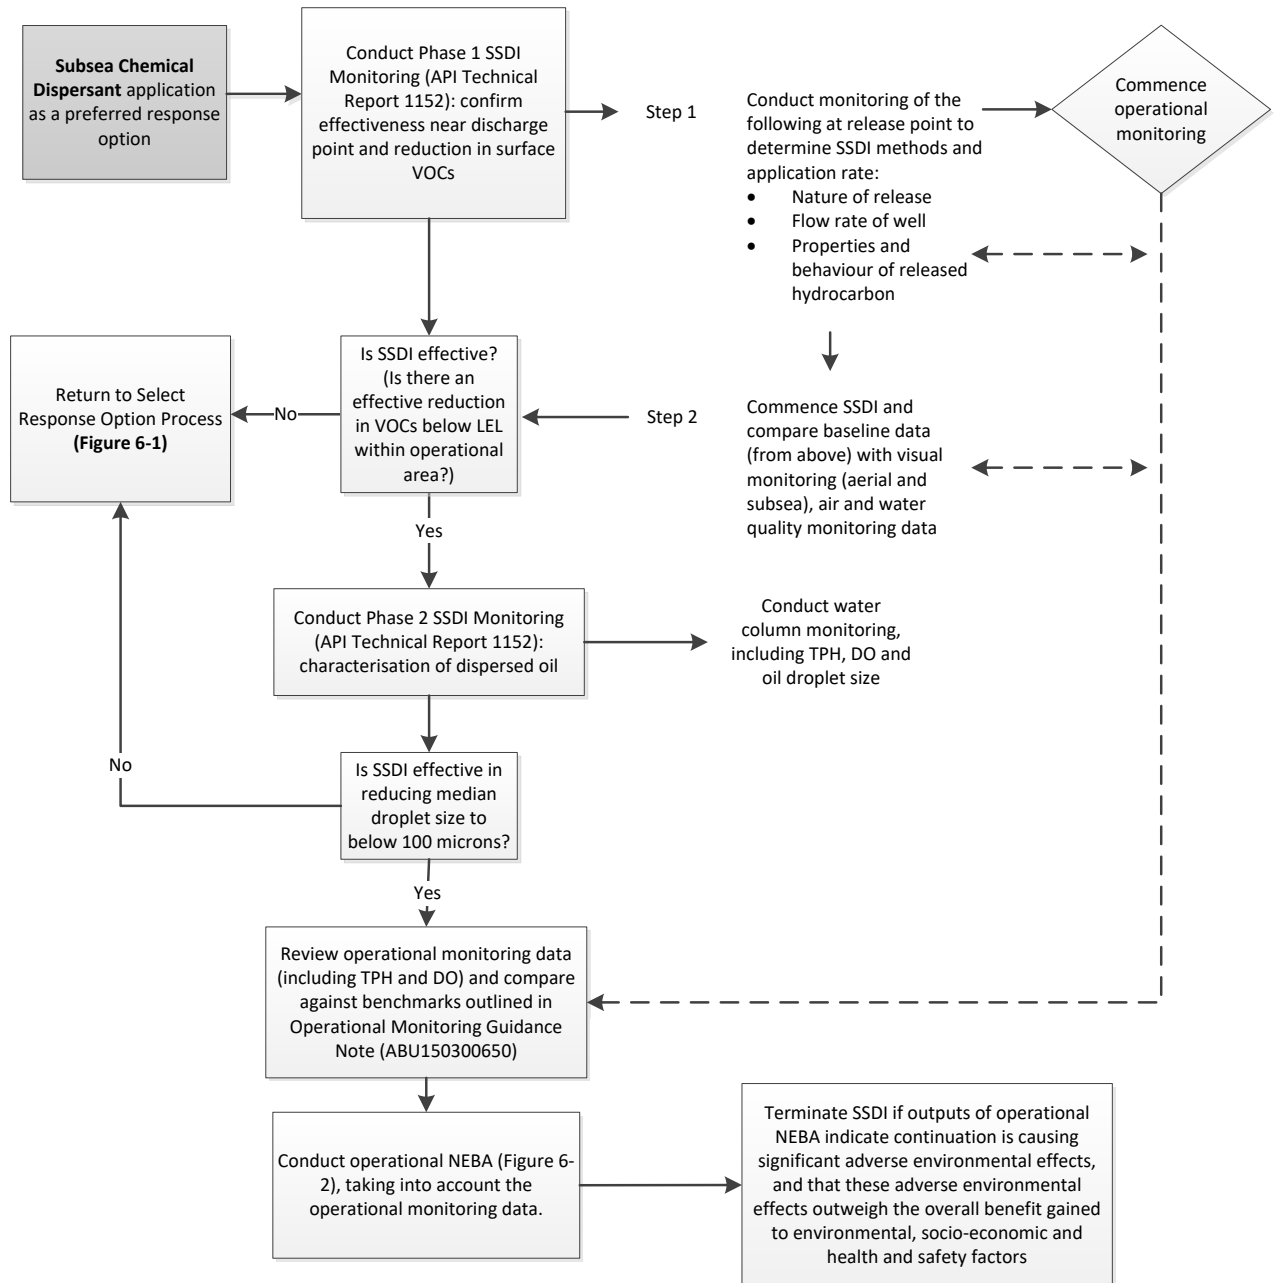 Subsea Chemical
Dispersant application
as a preferred response
option
Conduct Phase 1 SSDI
Monitoring (API Technical
Report 1152): confirm
effectiveness near discharge
point and reduction in surface
VOCs
Step 1
Conduct monitoring of the
following at release point to
determine SSDI methods and
application rate:
• Nature of release
• Flow rate of well
• Properties and
behaviour of released
hydrocarbon
Commence
operational
monitoring
Return to Select
Response Option Process
(Figure 6-1)
No
Is SSDI effective?
(Is there an
effective reduction
in VOCs below LEL
within operational
area?)
Step 2
Commence SSDI and
compare baseline data
(from above) with visual
monitoring (aerial and
subsea), air and water
quality monitoring data
Yes
Conduct Phase 2 SSDI Monitoring
(API Technical Report 1152):
characterisation of dispersed oil
Conduct water
column monitoring,
including TPH, DO and
oil droplet size
No
Is SSDI effective in
reducing median
droplet size to
below 100 microns?
Yes
Review operational monitoring data
(including TPH and DO) and compare
against benchmarks outlined in
Operational Monitoring Guidance
Note (ABU150300650)
Conduct operational NEBA (Figure 6-
2), taking into account the
operational monitoring data.
Terminate SSDI if outputs of operational
NEBA indicate continuation is causing
significant adverse environmental effects,
and that these adverse environmental
effects outweigh the overall benefit gained
to environmental, socio-economic and
health and safety factors